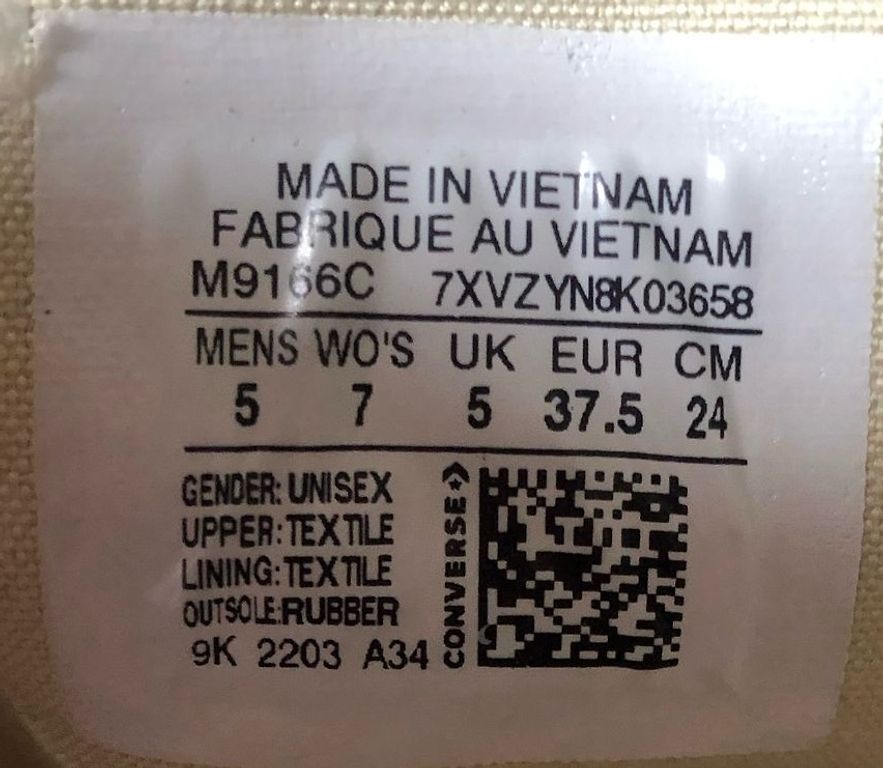 MADE IN VIETNAM
FABRIQUE AU VIETNAM
M9166C 7XVZYN8K03658
MENS WO'S UK EUR CM
5 7 5 37.5 24
GENDER: UNISEX
UPPER: TEXTILE
LINING: TEXTILE
OUTSOLE: RUBBER
9K 2203 A34
CONVERSE